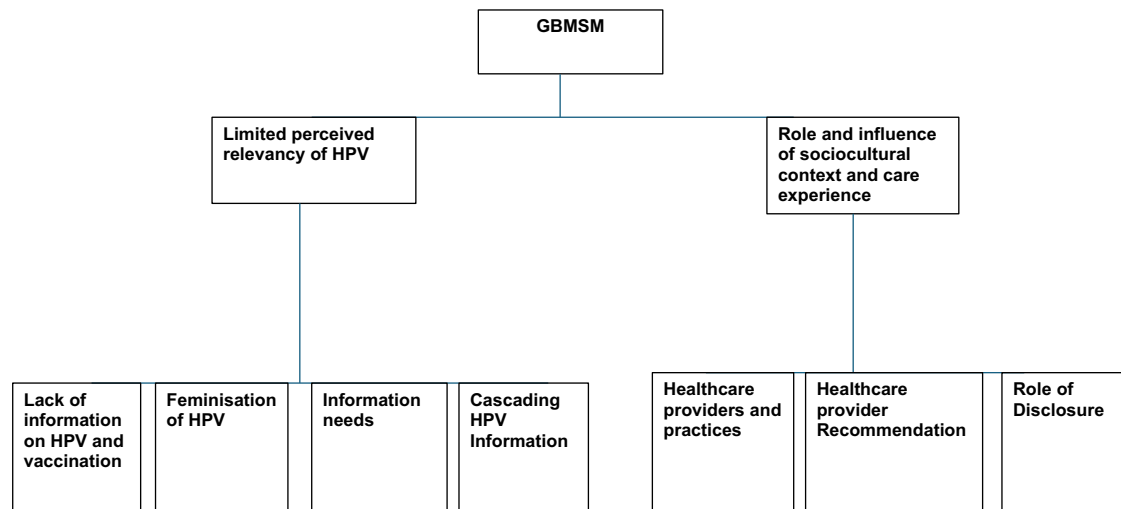 GBMSM
Limited perceived
relevancy of HPV
Role and influence
of sociocultural
context and care
experience
Lack of
information
on HPV and
vaccination
Feminisation
of HPV
Information
needs
Cascading
HPV
Information
Healthcare
providers and
practices
Healthcare
provider
Recommendation
Role of
Disclosure